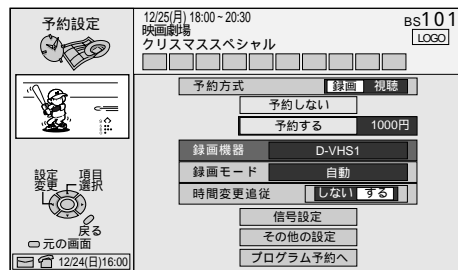 予約設定
12/25(月) 18:00~20:30
映画劇場
クリスマススペシャル
BS101
LOGO
予約方式 録画 視聴
予約しない
予約する 1000円
録画機器 D-VHS1
録画モード 自動
時間変更追従 しない する
信号設定
その他の設定
プログラム予約へ
設定変更 項目選択
戻る
元の画面
12/24(日)16:00